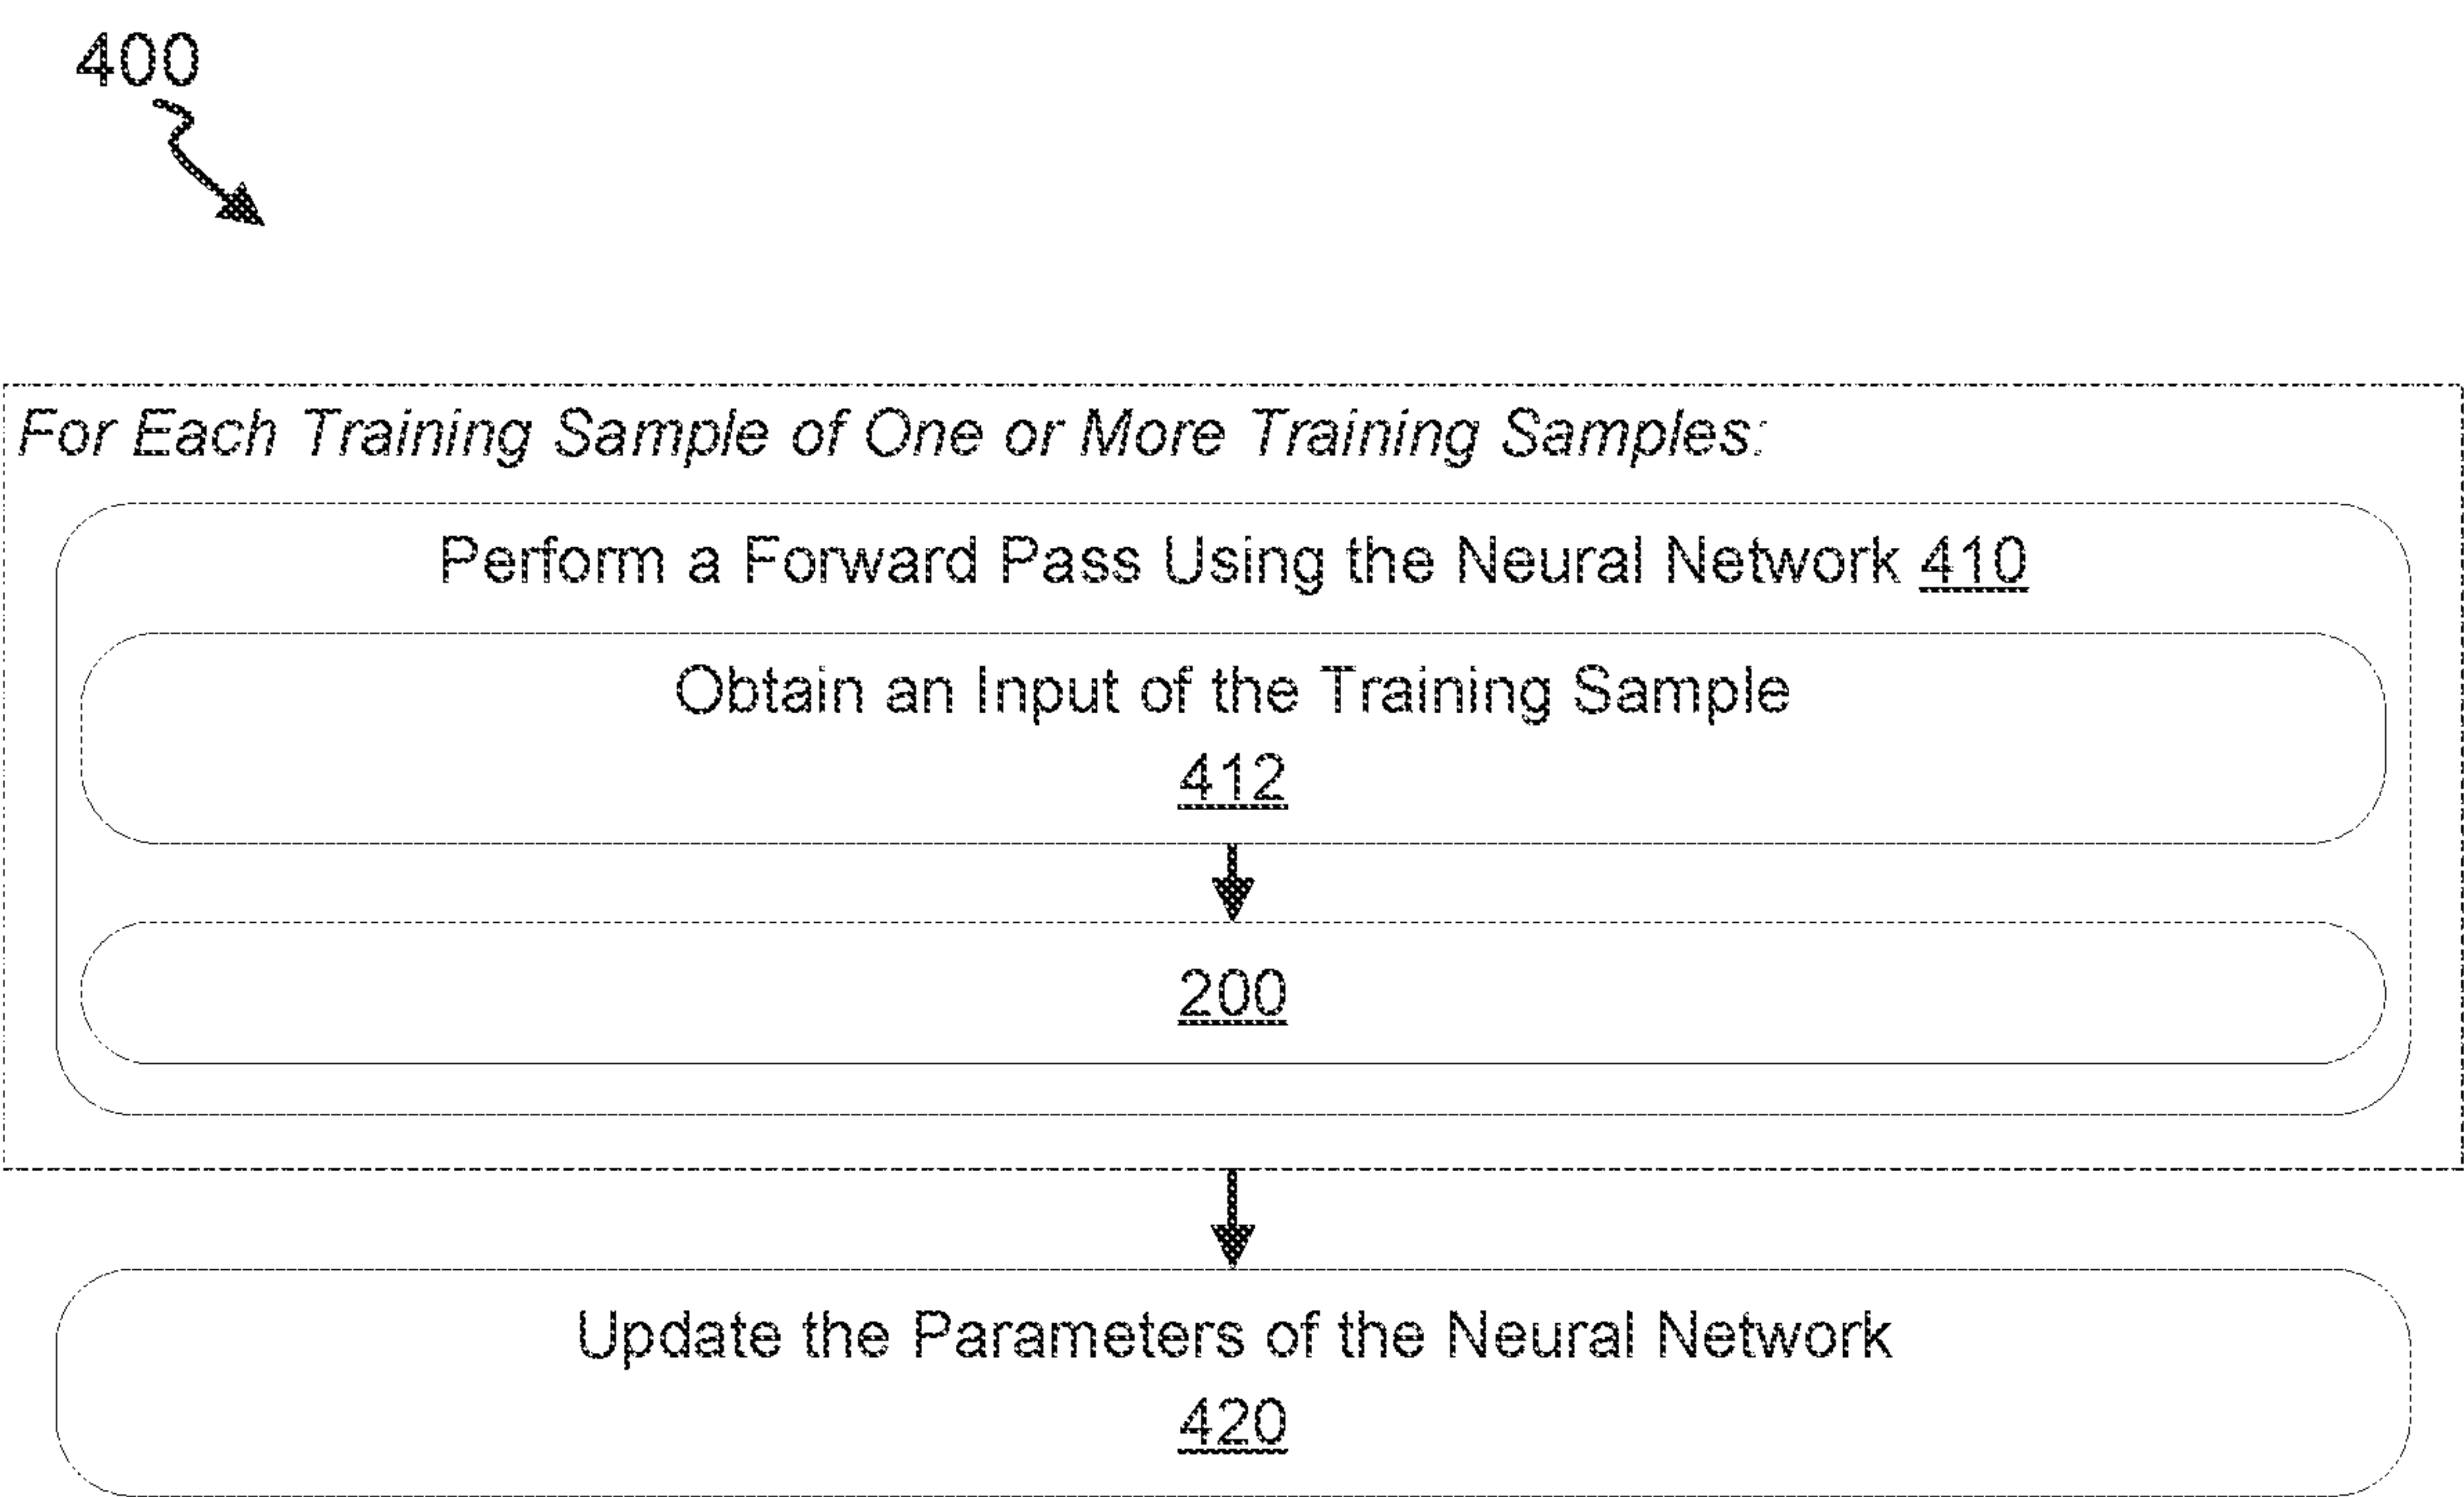 400
For Each Training Sample of One or More Training Samples:
Perform a Forward Pass Using the Neural Network 410
Obtain an Input of the Training Sample
412
200
Update the Parameters of the Neural Network
420